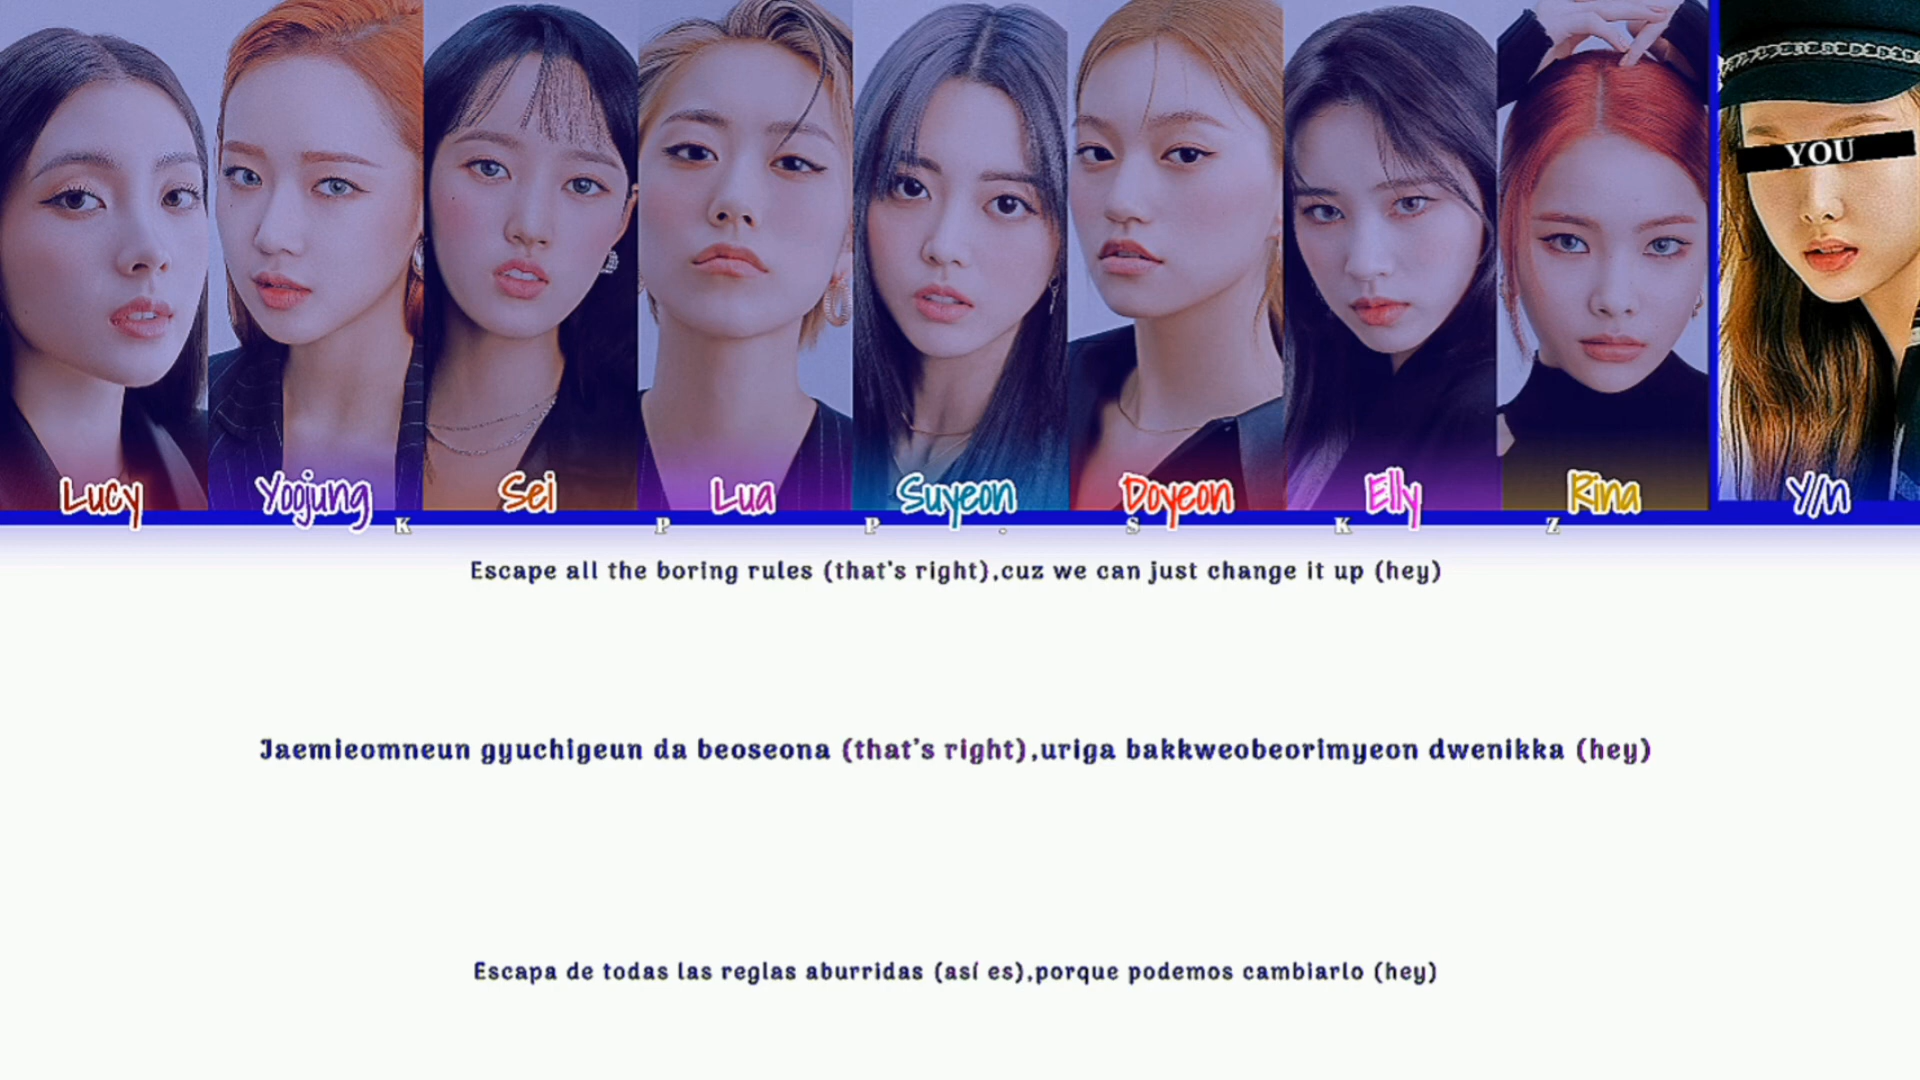 YOU
Lucy Yoojung Sei Lua Suyeon Doyeon Elly Rina Y/n
K P P . S K Z
Escape all the boring rules (that's right),cuz we can just change it up (hey)
Jaemieomneun gyuchigeun da beoseona (that's right),uriga bakkweobeorimyeon dwenikka (hey)
Escapa de todas las reglas aburridas (así es),porque podemos cambiarlo (hey)